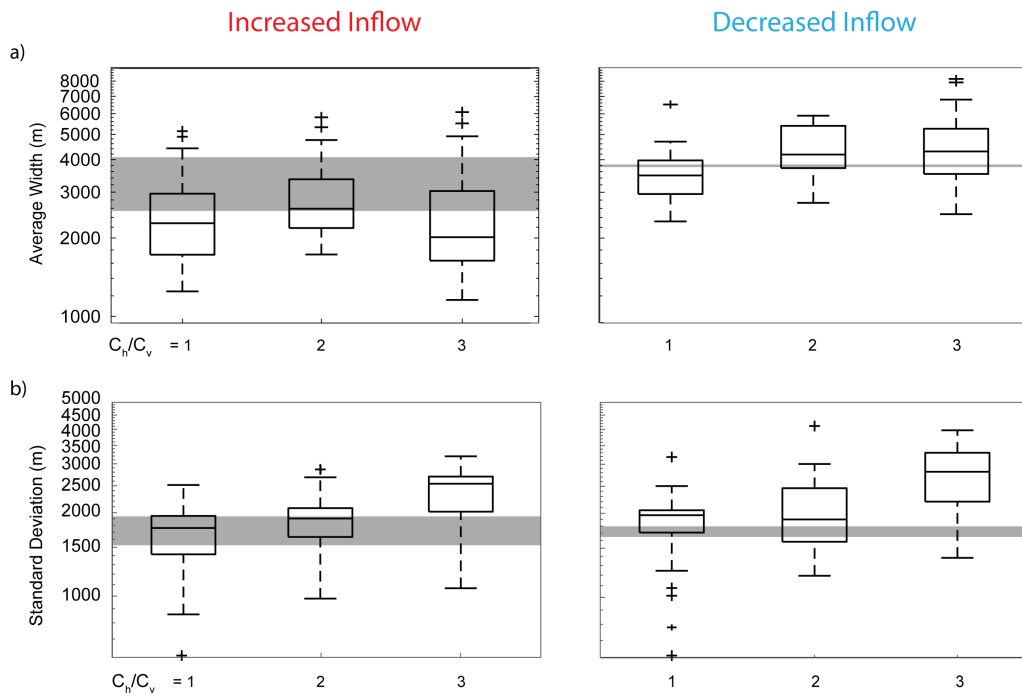 Increased Inflow
Decreased Inflow
a)
Average Width (m)
8000
7000
6000
5000
4000
3000
2000
1000
Cₕ/Cᵥ = 1 2 3
1 2 3
b)
Standard Deviation (m)
5000
4500
4000
3500
3000
2500
2000
1500
1000
Cₕ/Cᵥ = 1 2 3
1 2 3